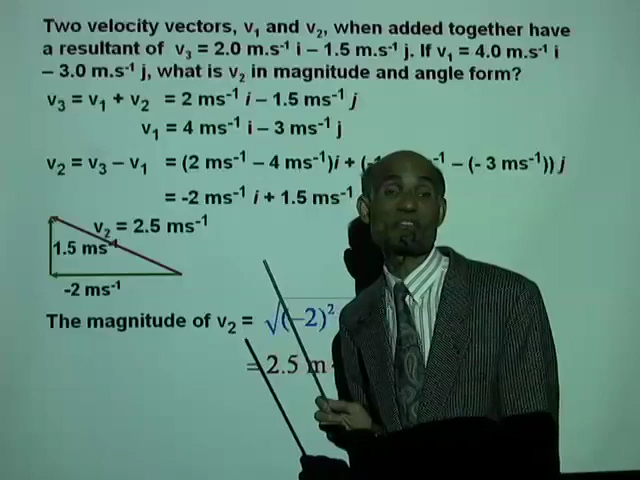 Two velocity vectors, v₁ and v₂, when added together have
a resultant of v₃ = 2.0 m.s⁻¹ i – 1.5 m.s⁻¹ j. If v₁ = 4.0 m.s⁻¹ i
– 3.0 m.s⁻¹ j, what is v₂ in magnitude and angle form?
v₃ = v₁ + v₂ = 2 ms⁻¹ i – 1.5 ms⁻¹ j
v₁ = 4 ms⁻¹ i – 3 ms⁻¹ j
v₂ = v₃ – v₁ = (2 ms⁻¹ – 4 ms⁻¹)i + ⁻¹ – (- 3 ms⁻¹)) j
= -2 ms⁻¹ i + 1.5 ms⁻¹
v₂ = 2.5 ms⁻¹
1.5 ms⁻¹
-2 ms⁻¹
The magnitude of v₂ = √(–2)²
= 2.5 m